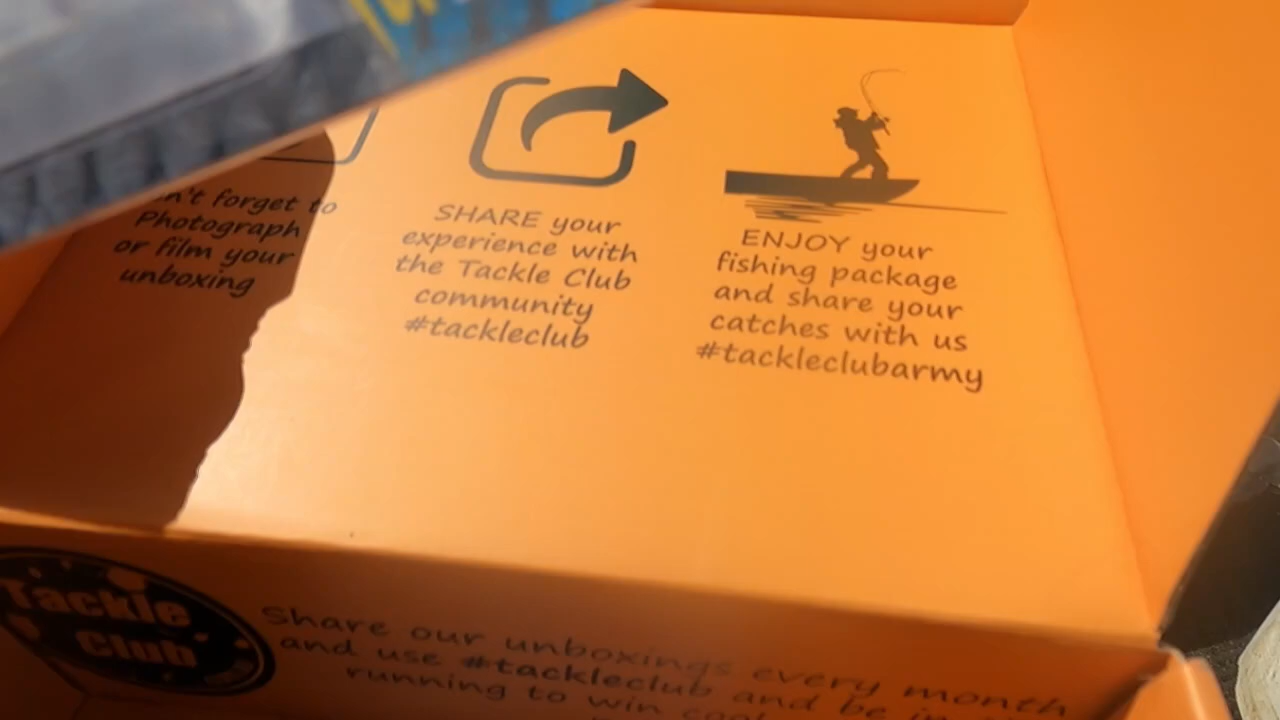 forget to
Photograph
or film your
unboxing
SHARE your
experience with
the Tackle Club
community
#tackleclub
ENJOY your
fishing package
and share your
catches with us
#tackleclubarmy
Tackle
Club
Share our unboxings every month
and use #tackleclub and be in
running to win cool